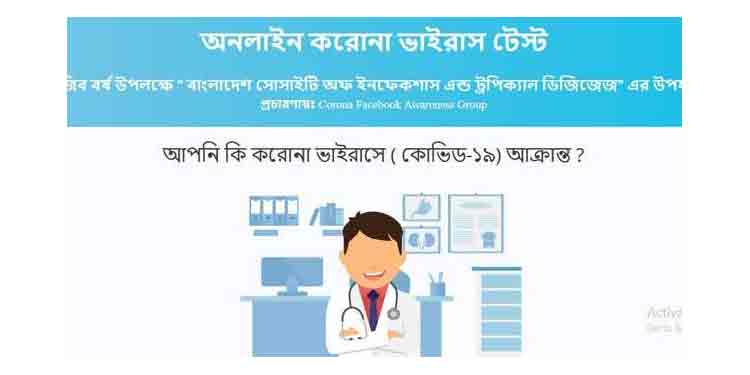 অনলাইন করোনা ভাইরাস টেস্ট
বর্ষ উপলক্ষে " বাংলাদেশ সোসাইটি অফ ইনফেকশাস এন্ড ট্রপিক্যাল ডিজিজেজ" এর
প্রচারণায়ঃ Corona Facebook Awareness Group
আপনি কি করোনা ভাইরাসে ( কোভিড-১৯) আক্রান্ত ?